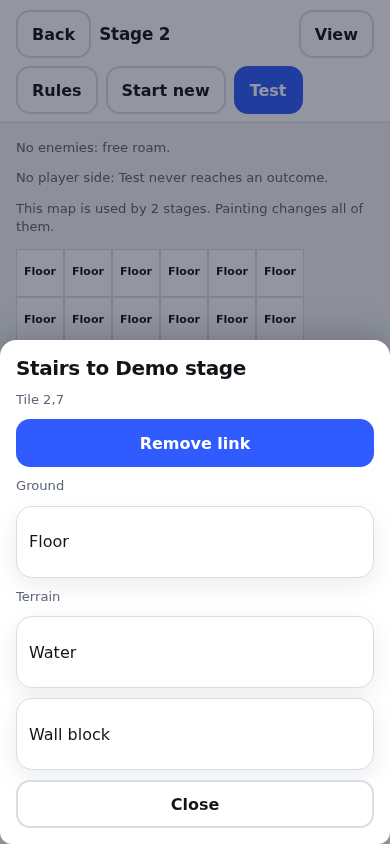 Back
Stage 2
View
Rules
Start new
Test
No enemies: free roam.
No player side: Test never reaches an outcome.
This map is used by 2 stages. Painting changes all of
them.
Floor Floor Floor Floor Floor Floor
Floor Floor Floor Floor Floor Floor
Stairs to Demo stage
Tile 2,7
Remove link
Ground
Floor
Terrain
Water
Wall block
Close